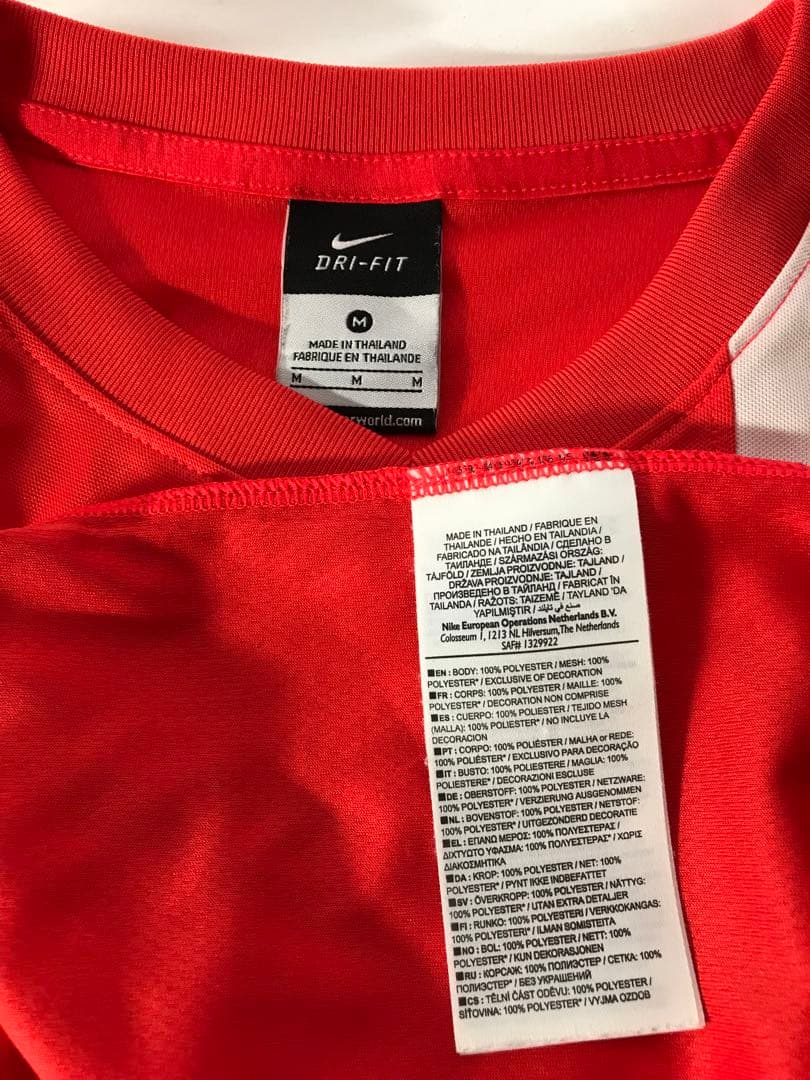 DRI-FIT
M
MADE IN THAILAND
FABRIQUE EN THAILANDE
M M M
rworld.com
MADE IN THAILAND / FABRIQUE EN
THAILANDE / HECHO EN TAILANDIA /
FABRICADO NA TAILÂNDIA / СДЕЛАНО В
ТАИЛАНДЕ / SZÁRMAZÁSI ORSZÁG:
TÁJFÖLD / ZEMLJA PROIZVODNJE: TAJLAND /
DRŽAVA PROIZVODNJE: TAJLAND /
ПРОИЗВЕДЕНО В ТАЙЛАНД / FABRICAT ÎN
TAILANDA / RAŽOTS: TAIZEMĒ / TAYLAND 'DA
YAPILMIŞTIR / صنع في تايلند
Nike European Operations Netherlands B.V.
Colosseum 1, 1213 NL Hilversum, The Netherlands
SAF# 1329922
■EN : BODY: 100% POLYESTER / MESH: 100%
POLYESTER* / EXCLUSIVE OF DECORATION
■FR : CORPS: 100% POLYESTER / MAILLE: 100%
POLYESTER* / DECORATION NON COMPRISE
■ES : CUERPO: 100% POLIESTER / TEJIDO MESH
(MALLA): 100% POLIESTER* / NO INCLUYE LA
DECORACION
■PT : CORPO: 100% POLIÉSTER / MALHA or REDE:
100% POLIÉSTER* / EXCLUSIVO PARA DECORAÇÃO
■IT : BUSTO: 100% POLIESTERE / MAGLIA: 100%
POLIESTERE* / DECORAZIONI ESCLUSE
■DE : OBERSTOFF: 100% POLYESTER / NETZWARE:
100% POLYESTER* / VERZIERUNG AUSGENOMMEN
■NL : BOVENSTOF: 100% POLYESTER / NETSTOF:
100% POLYESTER* / UITGEZONDERD DECORATIE
■EL : ΕΠΑΝΩ ΜΕΡΟΣ: 100% ΠΟΛΥΕΣΤΕΡΑΣ /
ΔΙΧΤΥΩΤΟ ΥΦΑΣΜΑ: 100% ΠΟΛΥΕΣΤΕΡΑΣ* / ΧΩΡΙΣ
ΔΙΑΚΟΣΜΗΤΙΚΑ
■DA : KROP: 100% POLYESTER / NET: 100%
POLYESTER* / PYNT IKKE INDBEFATTET
■SV : ÖVERKROPP: 100% POLYESTER / NÄTTYG:
100% POLYESTER* / UTAN EXTRA DETALJER
■FI : RUNKO: 100% POLYESTERI / VERKKOKANGAS:
100% POLYESTERI* / ILMAN SOMISTEITA
■NO : BOL: 100% POLYESTER / NETT: 100%
POLYESTER* / KUN DEKORASJONEN
■RU : КОРСАЖ: 100% ПОЛИЭСТЕР / СЕТКА: 100%
ПОЛИЭСТЕР* / БЕЗ УКРАШЕНИЙ
■CS : TĚLNÍ ČÁST ODĚVU: 100% POLYESTER /
SÍŤOVINA: 100% POLYESTER* / VYJMA OZDOB